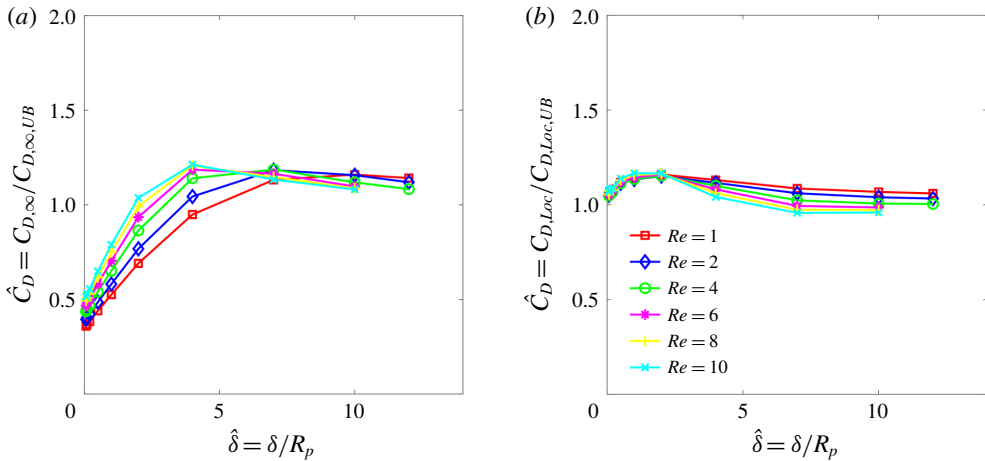 (a)
2.0
1.5
1.0
0.5
0
5
10
Ĉ_D = C_{D,∞}/C_{D,∞,UB}
δ̂ = δ/R_p
(b)
2.0
1.5
1.0
0.5
0
5
10
Ĉ_D = C_{D,Loc}/C_{D,Loc,UB}
δ̂ = δ/R_p
Re = 1
Re = 2
Re = 4
Re = 6
Re = 8
Re = 10